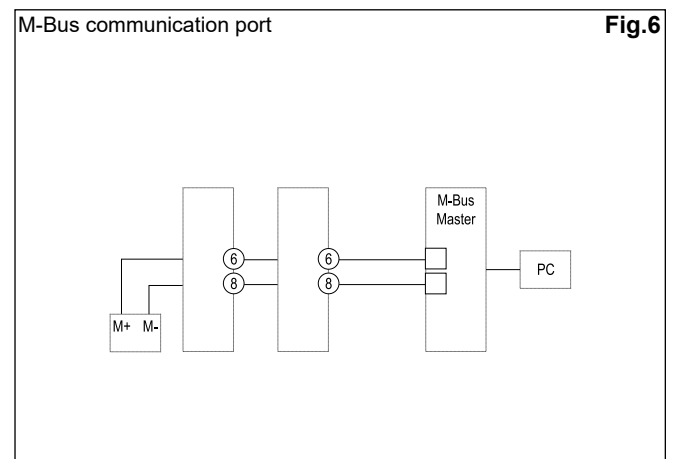 M-Bus communication port
Fig.6
M-Bus
Master
6
6
8
8
PC
M+ M-